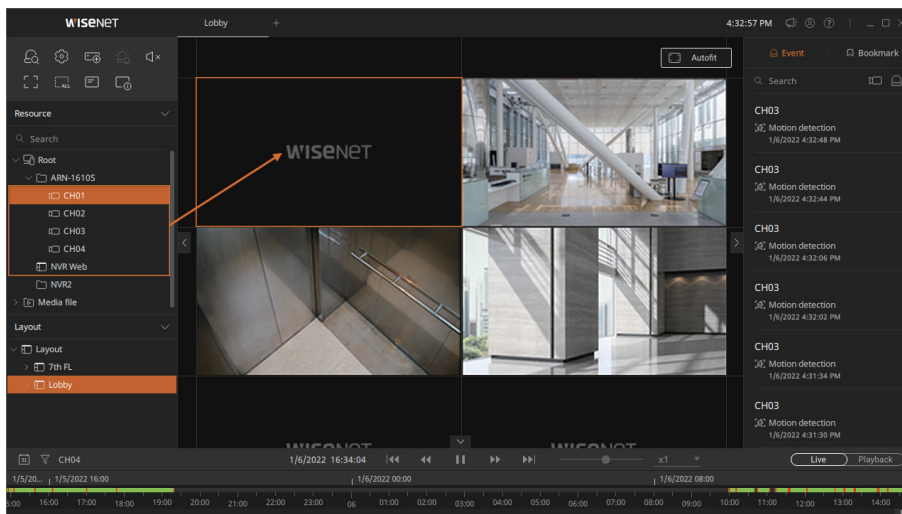 WISENET
Lobby
+
4:32:57 PM
Autofit
Event
Bookmark
Search
Resource
Search
Root
ARN-1610S
CH01
CH02
CH03
CH04
NVR Web
NVR2
Media file
Layout
Layout
7th FL
Lobby
WISENET
CH03
Motion detection
1/6/2022 4:32:48 PM
CH03
Motion detection
1/6/2022 4:32:44 PM
CH03
Motion detection
1/6/2022 4:32:06 PM
CH03
Motion detection
1/6/2022 4:32:02 PM
CH03
Motion detection
1/6/2022 4:31:34 PM
CH03
Motion detection
1/6/2022 4:31:30 PM
CH04
1/6/2022 16:34:04
x1
Live
Playback
1/5/20... 1/5/2022 16:00 1/6/2022 00:00 1/6/2022 08:00
16:00 17:00 18:00 19:00 20:00 21:00 22:00 23:00 06 01:00 02:00 03:00 04:00 05:00 06:00 07:00 08:00 09:00 10:00 11:00 12:00 13:00 14:00